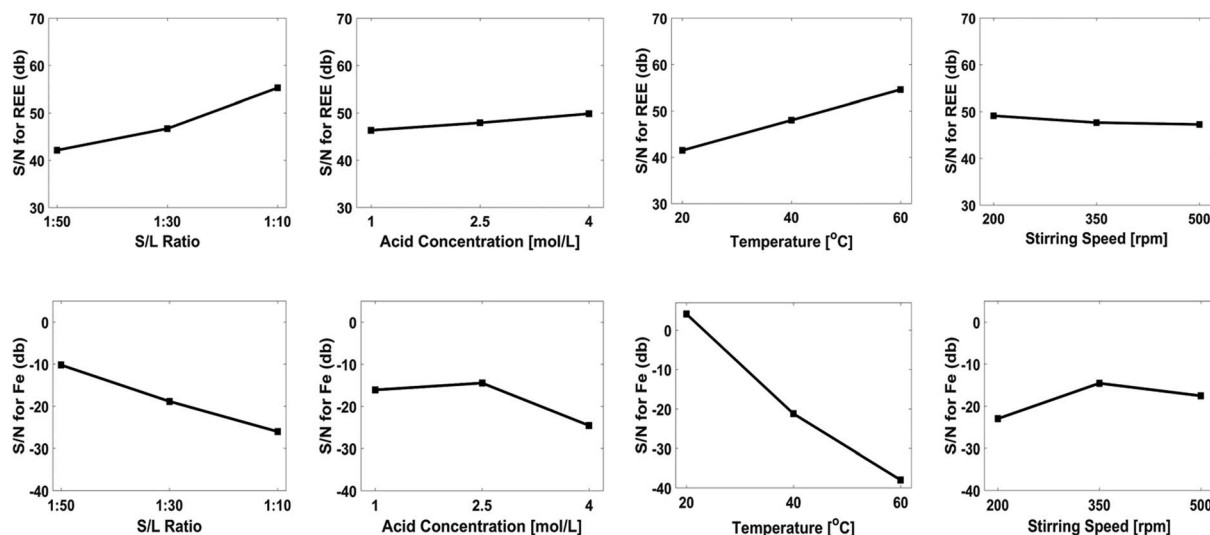 S/N for REE (db)
70
60
50
40
30
1:50 1:30 1:10
S/L Ratio
S/N for REE (db)
70
60
50
40
30
1 2.5 4
Acid Concentration [mol/L]
S/N for REE (db)
70
60
50
40
30
20 40 60
Temperature [°C]
S/N for REE (db)
70
60
50
40
30
200 350 500
Stirring Speed [rpm]
S/N for Fe (db)
0
-10
-20
-30
-40
1:50 1:30 1:10
S/L Ratio
S/N for Fe (db)
0
-10
-20
-30
-40
1 2.5 4
Acid Concentration [mol/L]
S/N for Fe (db)
0
-10
-20
-30
-40
20 40 60
Temperature [°C]
S/N for Fe (db)
0
-10
-20
-30
-40
200 350 500
Stirring Speed [rpm]